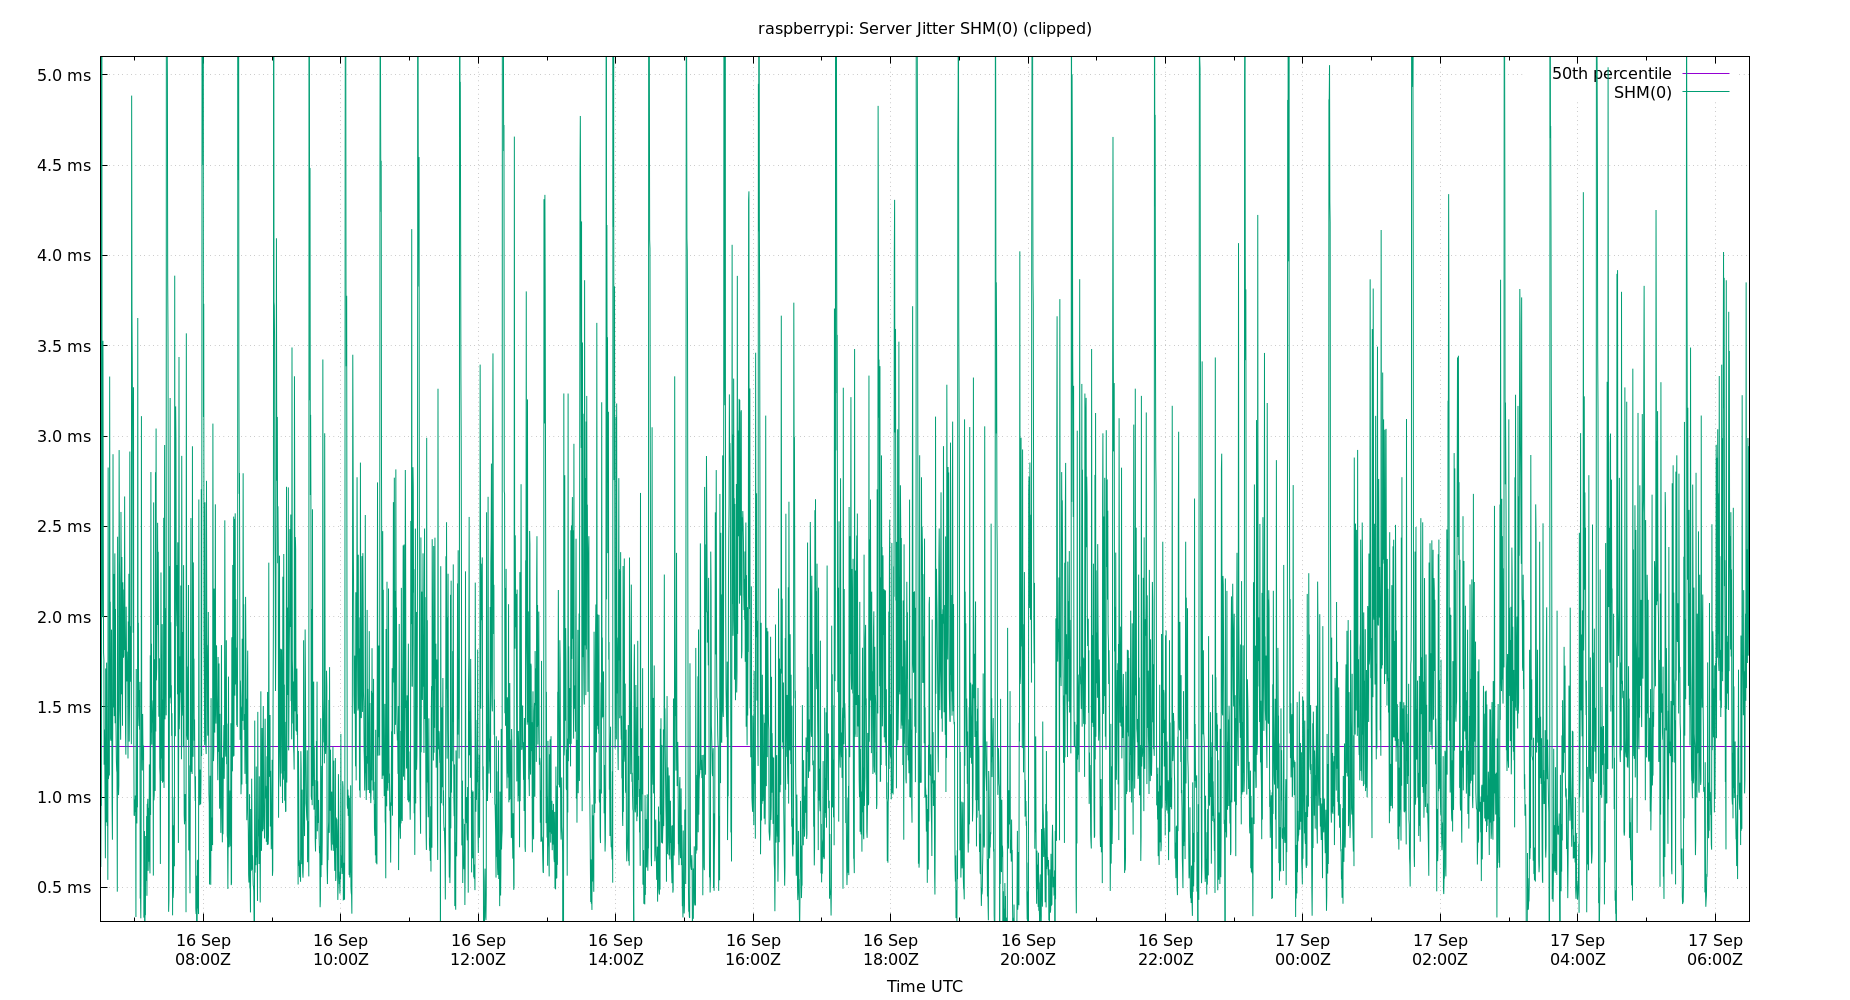 raspberrypi: Server Jitter SHM(0) (clipped)
50th percentile
SHM(0)
5.0 ms
4.5 ms
4.0 ms
3.5 ms
3.0 ms
2.5 ms
2.0 ms
1.5 ms
1.0 ms
0.5 ms
16 Sep 16 Sep 16 Sep 16 Sep 16 Sep 16 Sep 16 Sep 16 Sep 17 Sep 17 Sep 17 Sep 17 Sep
08:00Z 10:00Z 12:00Z 14:00Z 16:00Z 18:00Z 20:00Z 22:00Z 00:00Z 02:00Z 04:00Z 06:00Z
Time UTC